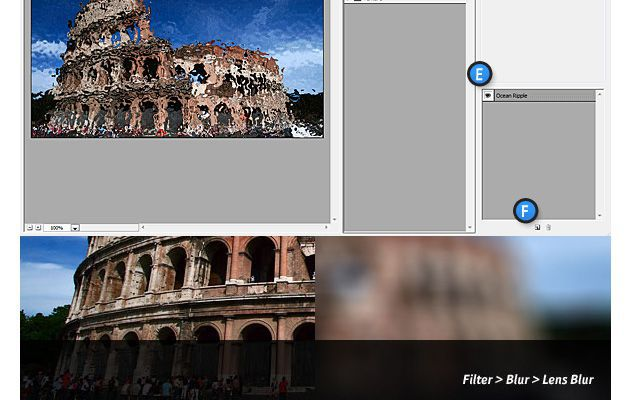 E
Ocean Ripple
F
100%
Filter > Blur > Lens Blur